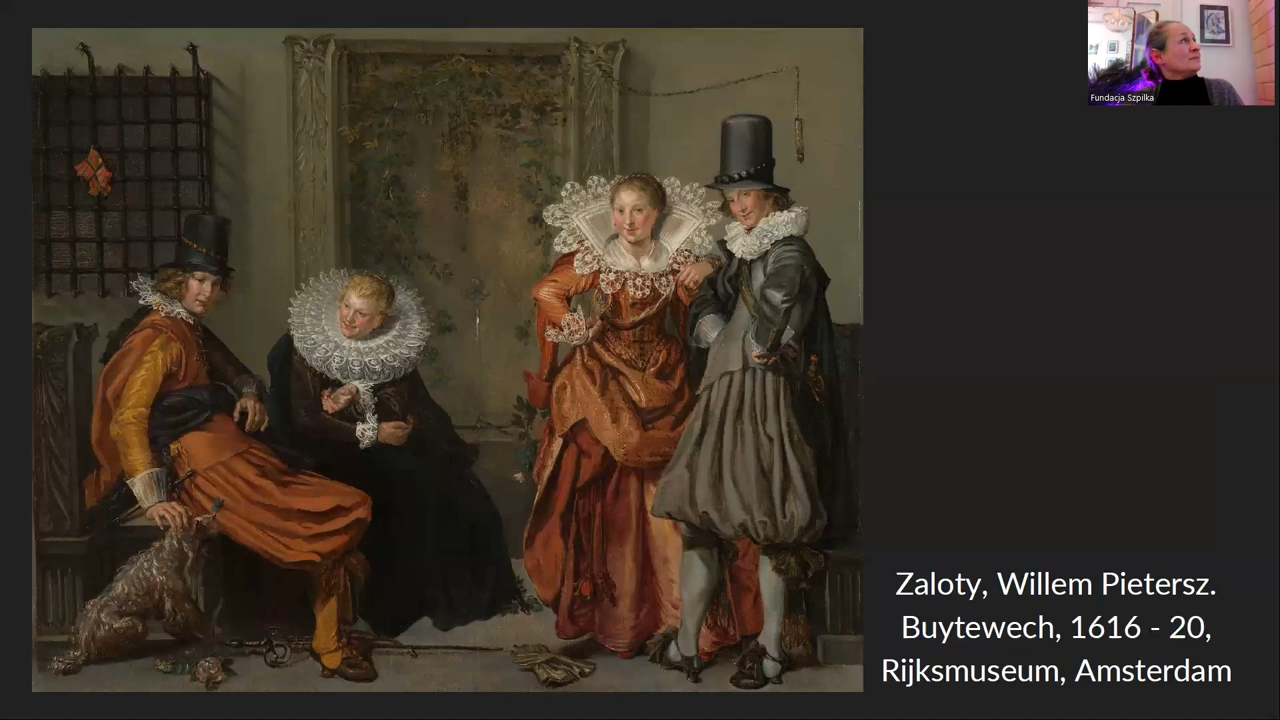 Fundacja Szpilka
Zaloty, Willem Pietersz.
Buytewech, 1616 - 20,
Rijksmuseum, Amsterdam